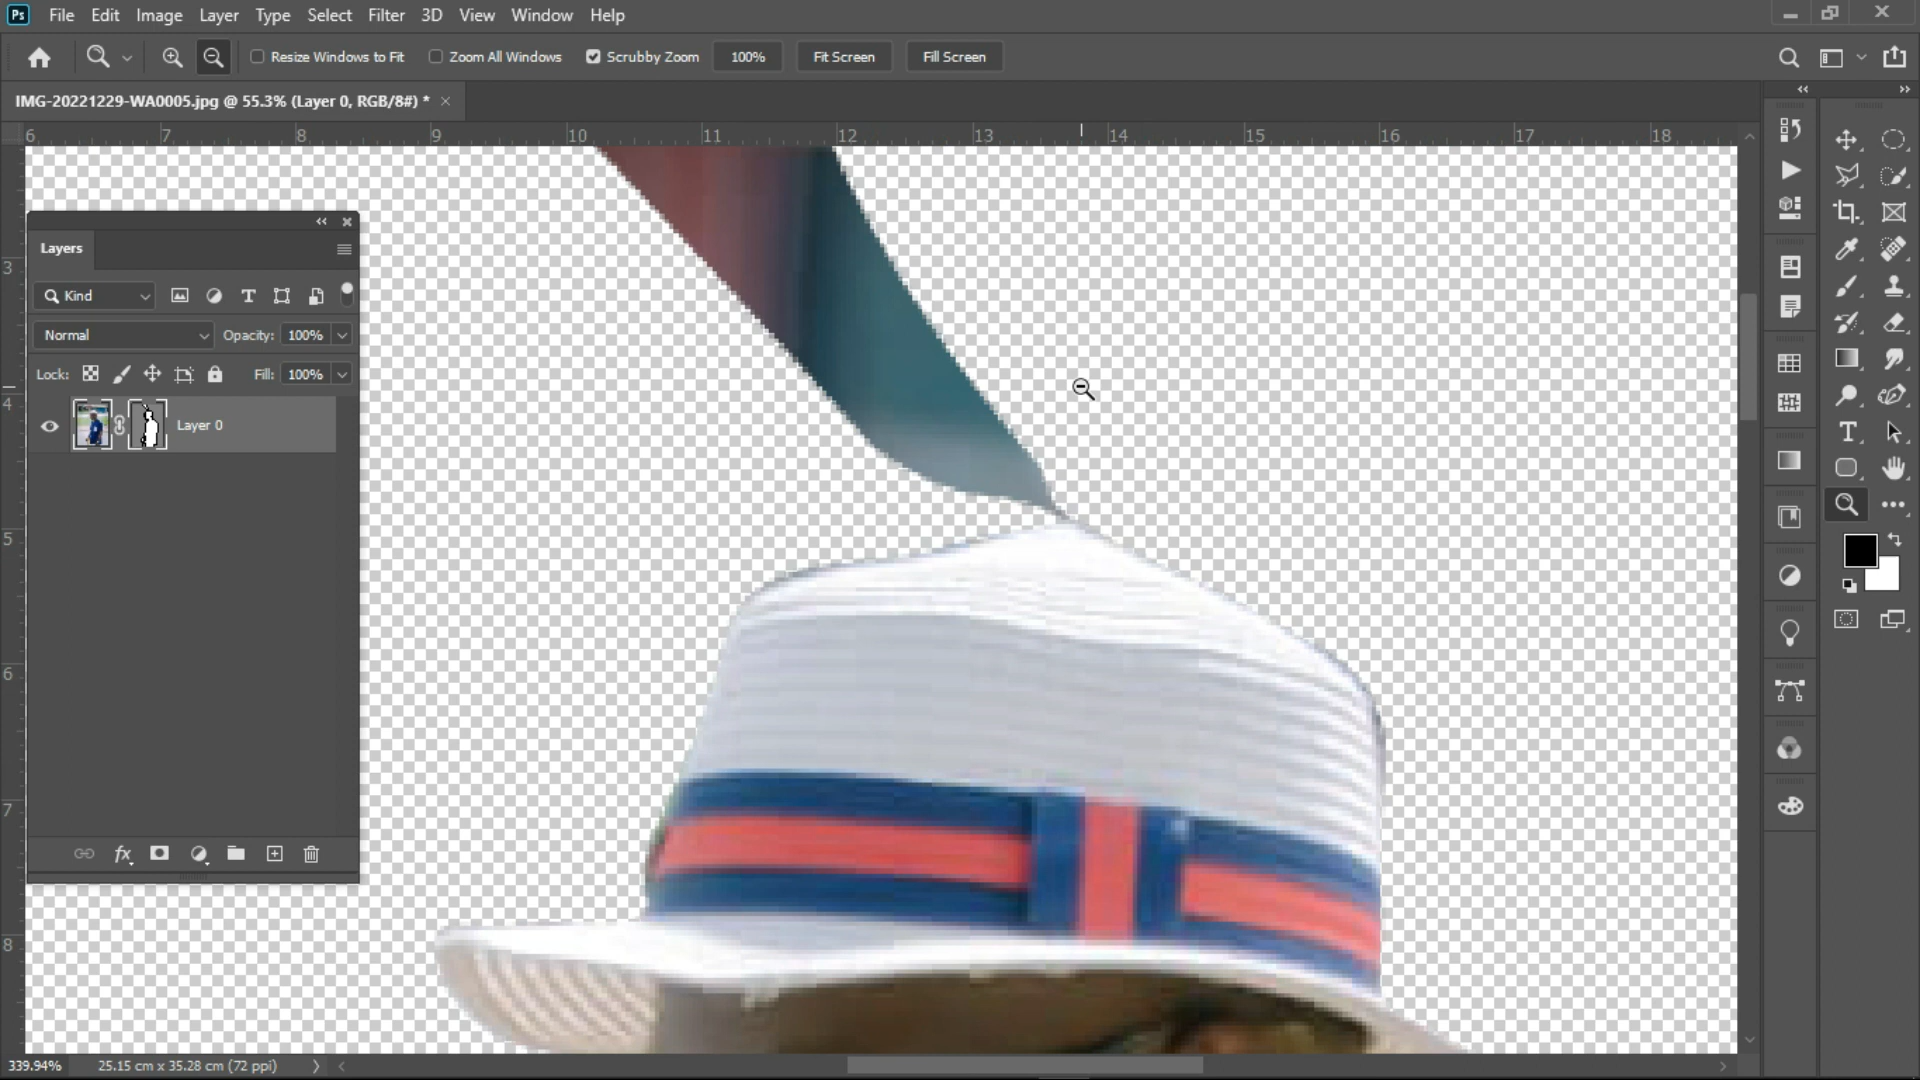 Ps File Edit Image Layer Type Select Filter 3D View Window Help
Resize Windows to Fit Zoom All Windows Scrubby Zoom 100% Fit Screen Fill Screen
IMG-20221229-WA0005.jpg @ 55.3% (Layer 0, RGB/8#) * ×
6 7 8 9 10 11 12 13 14 15 16 17 18
3
4
5
6
7
8
Layers
Kind
Normal Opacity: 100%
Lock: Fill: 100%
Layer 0
fx
339.94% 25.15 cm x 35.28 cm (72 ppi)